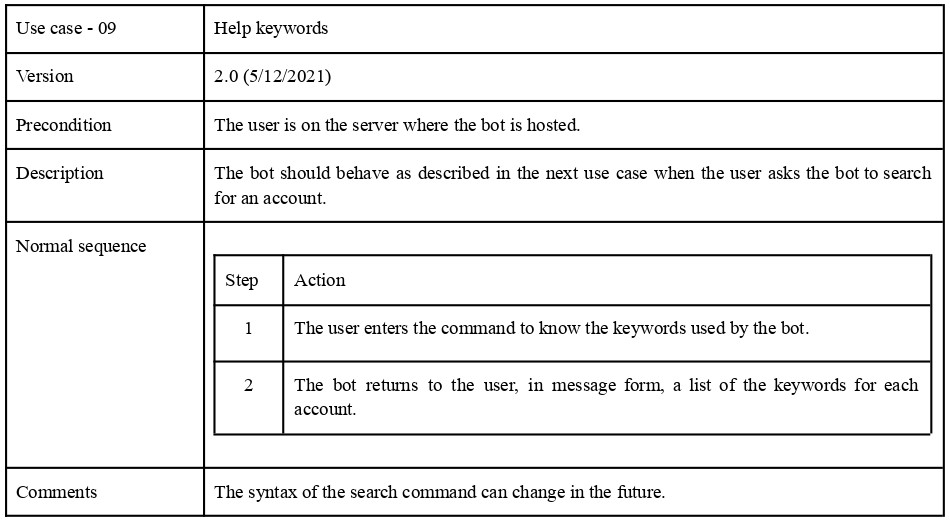 Use case - 09
Help keywords
Version
2.0 (5/12/2021)
Precondition
The user is on the server where the bot is hosted.
Description
The bot should behave as described in the next use case when the user asks the bot to search
for an account.
Normal sequence
Step
Action
1
The user enters the command to know the keywords used by the bot.
2
The bot returns to the user, in message form, a list of the keywords for each
account.
Comments
The syntax of the search command can change in the future.